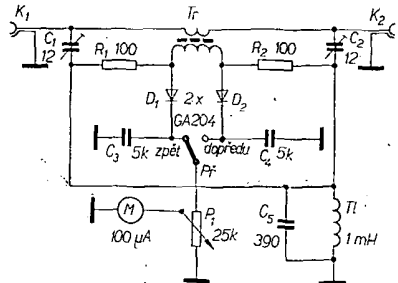 K1 Tr K2
C1 12 R1 100 R2 100 C2 12
D1 2x D2
GA204
C3 5k zpět dopředu C4 5k
Př
M P1 C5 Tl
100 μA 25k 390 1 mH